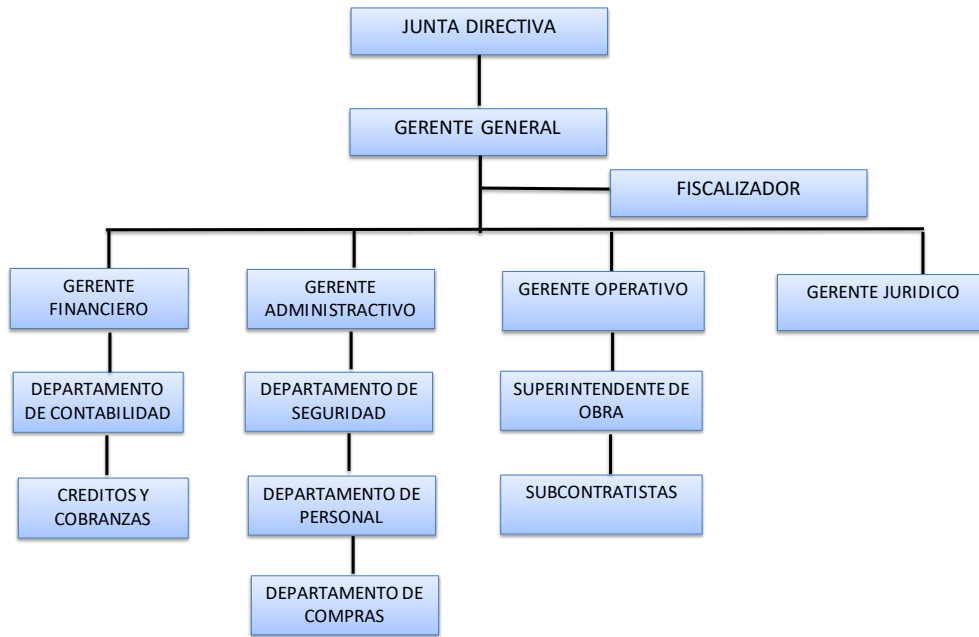 JUNTA DIRECTIVA
GERENTE GENERAL
FISCALIZADOR
GERENTE
FINANCIERO
GERENTE
ADMINISTRACTIVO
GERENTE OPERATIVO
GERENTE JURIDICO
DEPARTAMENTO
DE CONTABILIDAD
DEPARTAMENTO DE
SEGURIDAD
SUPERINTENDENTE DE
OBRA
CREDITOS Y
COBRANZAS
DEPARTAMENTO DE
PERSONAL
SUBCONTRATISTAS
DEPARTAMENTO DE
COMPRAS